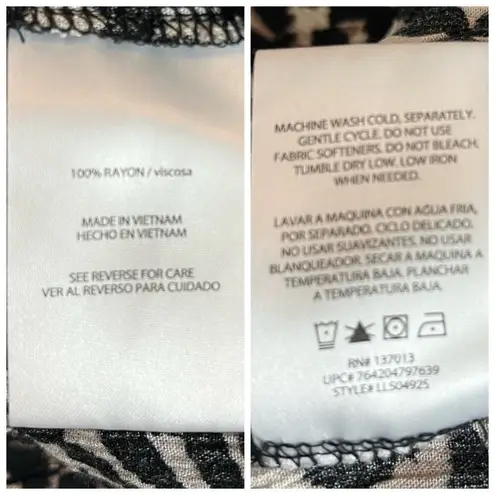 100% RAYON / viscosa
MADE IN VIETNAM
HECHO EN VIETNAM
SEE REVERSE FOR CARE
VER AL REVERSO PARA CUIDADO
MACHINE WASH COLD, SEPARATELY.
GENTLE CYCLE. DO NOT USE
FABRIC SOFTENERS. DO NOT BLEACH.
TUMBLE DRY LOW. LOW IRON
WHEN NEEDED.
LAVAR A MAQUINA CON AGUA FRIA,
POR SEPARADO. CICLO DELICADO.
NO USAR SUAVIZANTES. NO USAR
BLANQUEADOR. SECAR A MAQUINA A
TEMPERATURA BAJA. PLANCHAR
A TEMPERATURA BAJA.
RN# 137013
UPC# 764204797639
STYLE# LLS04925